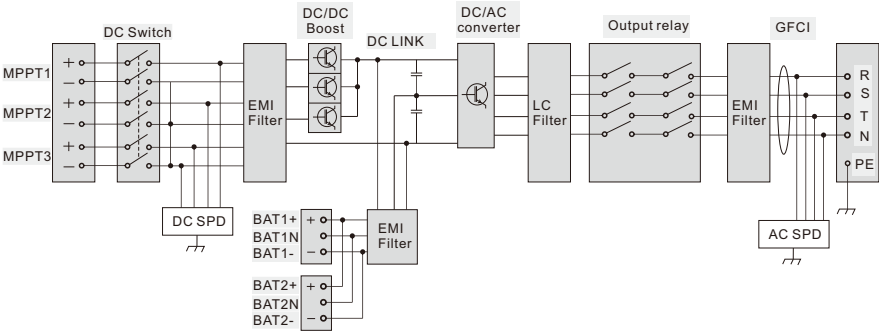 DC Switch
DC/DC
Boost
DC LINK
DC/AC
converter
Output relay
GFCI
MPPT1
MPPT2
MPPT3
+
−
+
−
+
−
EMI
Filter
LC
Filter
EMI
Filter
R
S
T
N
PE
DC SPD
AC SPD
BAT1+
BAT1N
BAT1-
+
−
EMI
Filter
BAT2+
BAT2N
BAT2-
+
−